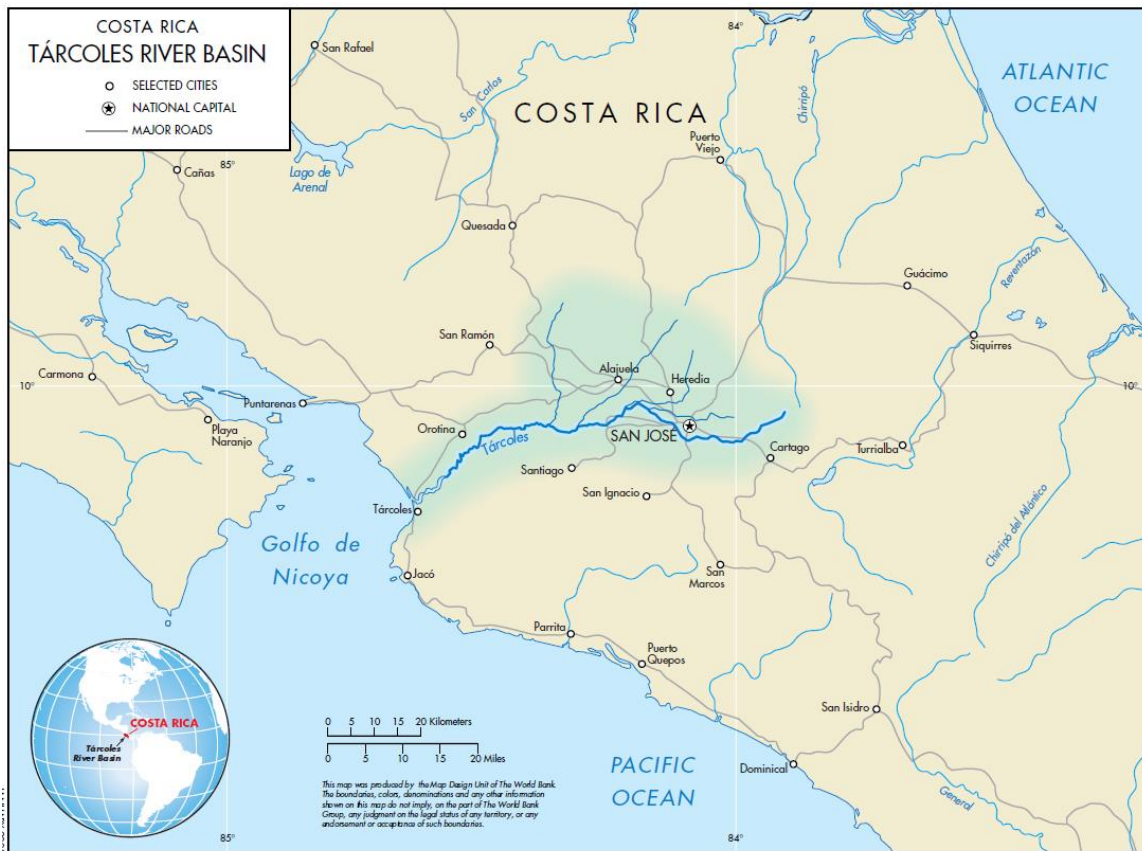 COSTA RICA
TÁRCOLES RIVER BASIN
SELECTED CITIES
NATIONAL CAPITAL
MAJOR ROADS
84°
San Rafael
San Carlos
COSTA RICA
Chirripó
ATLANTIC
OCEAN
Puerto
Viejo
Lago de
Arenal
85°
Cañas
Quesada
Guácimo
Reventazón
San Ramón
Siquirres
Carmona
10°
Alajuela
Heredia
10°
Puntarenas
Playa
Naranjo
Orotina
Tárcoles
SAN JOSÉ
Cartago
Turrialba
Santiago
San Ignacio
Tárcoles
Chirripó del Atlántico
Golfo de
Nicoya
Jacó
San
Marcos
Parrita
Puerto
Quepos
COSTA RICA
Tárcoles
River Basin
San Isidro
0 5 10 15 20 Kilometers
0 5 10 15 20 Miles
PACIFIC
OCEAN
Dominical
General
This map was produced by the Map Design Unit of The World Bank.
The boundaries, colors, denominations and any other information
shown on this map do not imply, on the part of The World Bank
Group, any judgment on the legal status of any territory, or any
endorsement or acceptance of such boundaries.
85°
84°